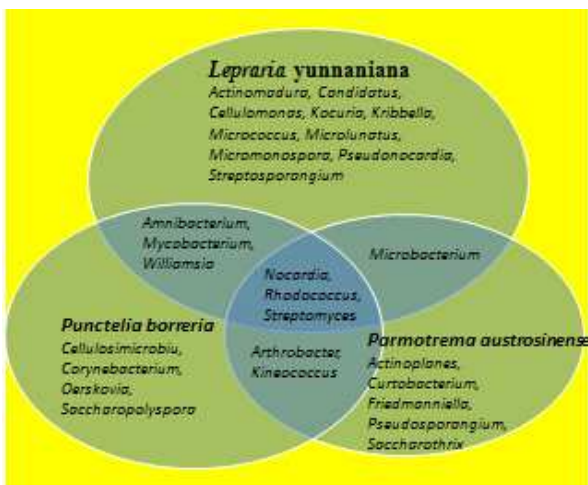 Lepraria yunnaniana
Actinomadura, Candidatus,
Cellulomonas, Kocuria, Kribbella,
Micrococcus, Microlunatus,
Micromonospora, Pseudonocardia,
Streptosporangium
Amnibacterium,
Mycobacterium,
Williamsia
Microbacterium
Nocardia,
Rhodococcus,
Streptomyces
Punctelia borreria
Cellulosimicrobiu,
Corynebacterium,
Oerskovia,
Saccharopolyspora
Arthrobacter,
Kineococcus
Parmotrema austrosinense
Actinoplanes,
Curtobacterium,
Friedmanniella,
Pseudosporangium,
Saccharothrix